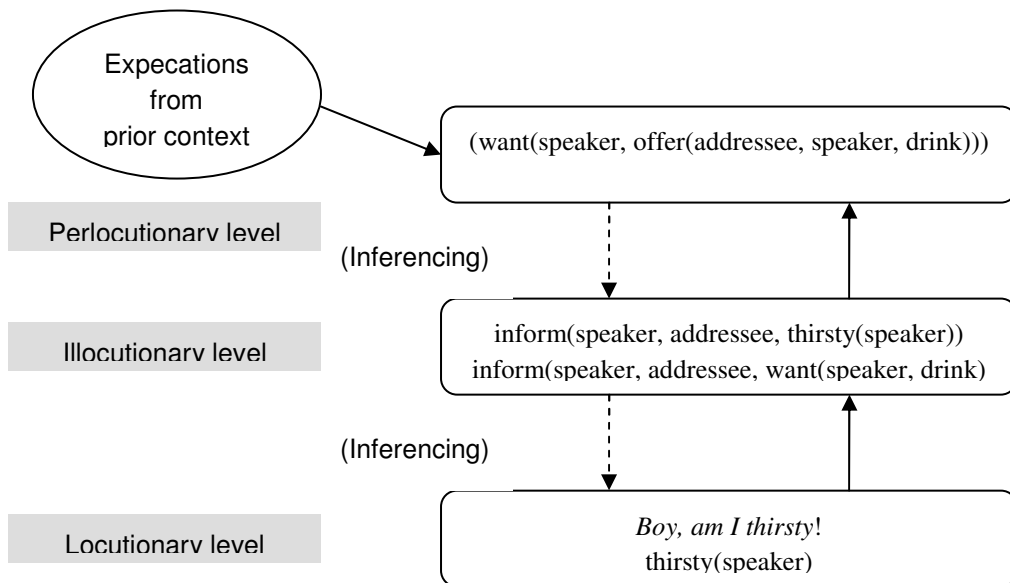 Expecations
from
prior context
(want(speaker, offer(addressee, speaker, drink)))
Perlocutionary level
(Inferencing)
Illocutionary level
inform(speaker, addressee, thirsty(speaker))
inform(speaker, addressee, want(speaker, drink)
(Inferencing)
Locutionary level
Boy, am I thirsty!
thirsty(speaker)